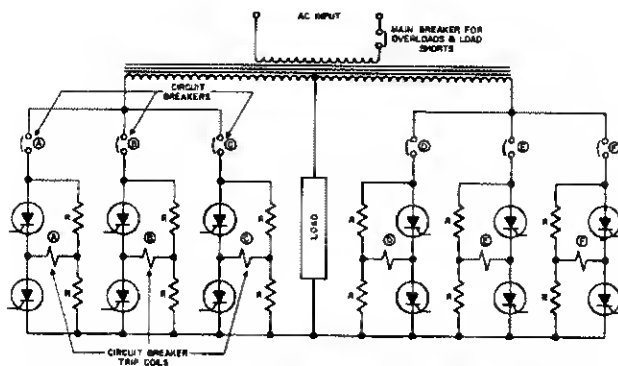 AC INPUT
MAIN BREAKER FOR
OVERLOADS & LOAD
SHORTS
CIRCUIT
BREAKERS
A
B
C
D
E
F
R
R
R
R
R
R
A
B
C
LOAD
D
E
F
R
R
R
R
R
R
CIRCUIT BREAKER
TRIP COILS